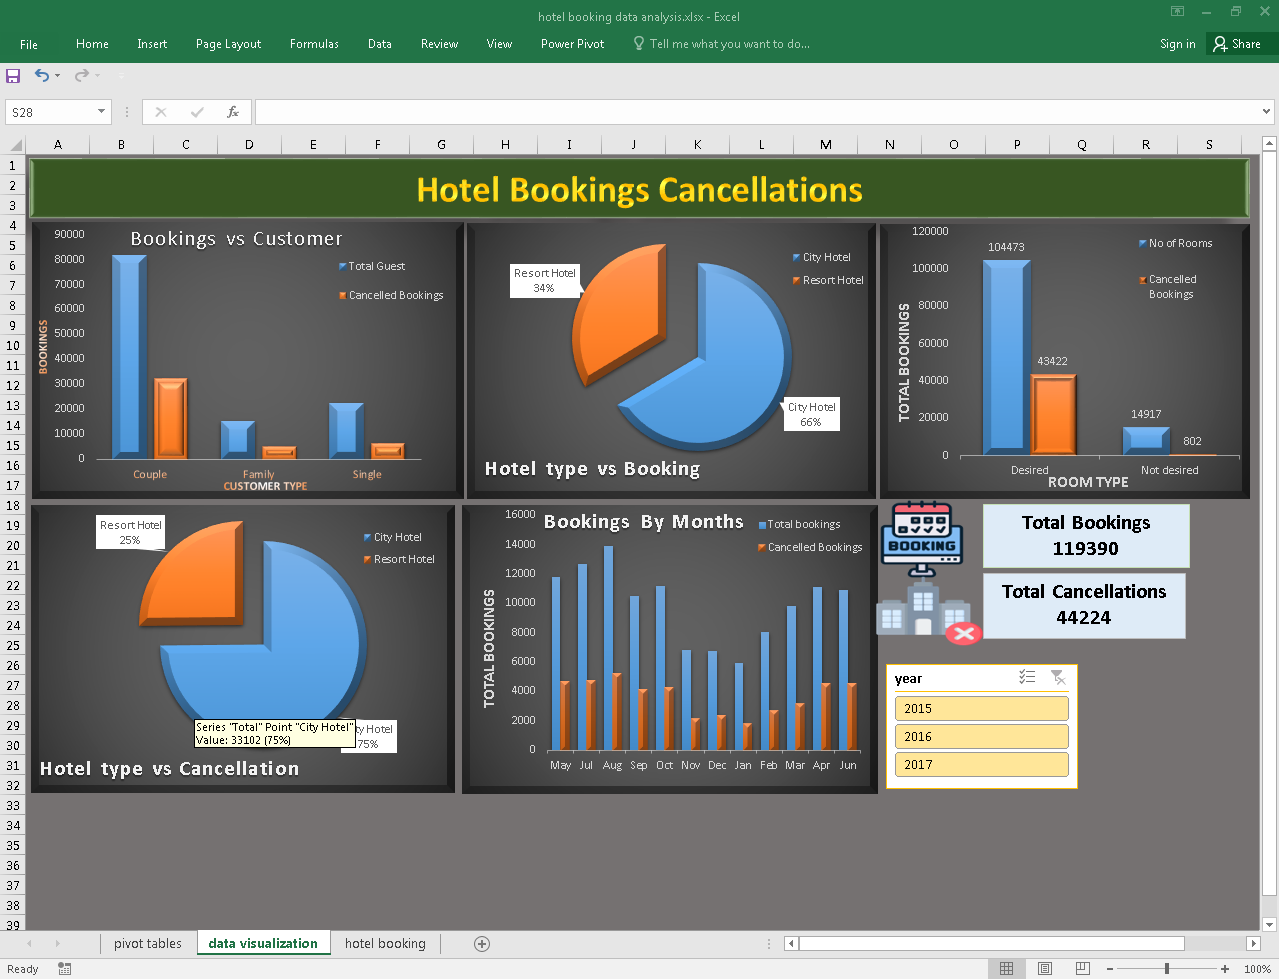 hotel booking data analysis.xlsx - Excel
File Home Insert Page Layout Formulas Data Review View Power Pivot Tell me what you want to do... Sign in Share
S28 fx
A B C D E F G H I J K L M N O P Q R S
1
2
3
4
5
6
7
8
9
10
11
12
13
14
15
16
17
18
19
20
21
22
23
24
25
26
27
28
29
30
31
32
33
34
35
36
37
38
39
Hotel Bookings Cancellations
Bookings vs Customer
90000
80000
70000
60000
50000
40000
30000
20000
10000
0
BOOKINGS
Total Guest
Cancelled Bookings
Couple Family Single
CUSTOMER TYPE
City Hotel
Resort Hotel
Resort Hotel
34%
City Hotel
66%
Hotel type vs Booking
120000
100000
80000
60000
40000
20000
0
TOTAL BOOKINGS
No of Rooms
Cancelled
Bookings
104473
43422
14917
802
Desired Not desired
ROOM TYPE
Resort Hotel
25%
City Hotel
Resort Hotel
Series "Total" Point "City Hotel"
Value: 33102 (75%)
ty Hotel
75%
Hotel type vs Cancellation
Bookings By Months
16000
14000
12000
10000
8000
6000
4000
2000
0
TOTAL BOOKINGS
Total bookings
Cancelled Bookings
May Jul Aug Sep Oct Nov Dec Jan Feb Mar Apr Jun
BOOKING
Total Bookings
119390
Total Cancellations
44224
year
2015
2016
2017
pivot tables data visualization hotel booking
Ready 100%